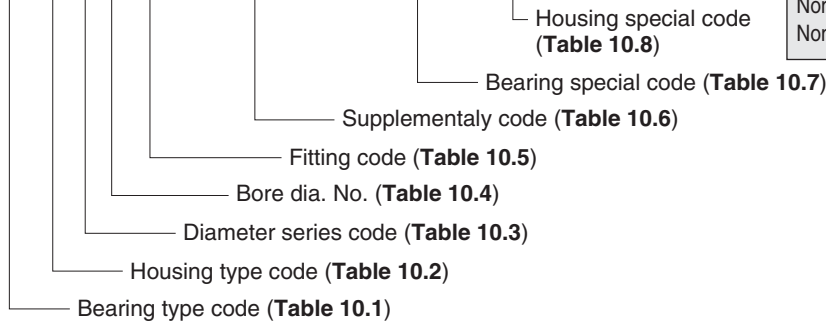 Housing special code
(Table 10.8)
Bearing special code (Table 10.7)
Supplementaly code (Table 10.6)
Fitting code (Table 10.5)
Bore dia. No. (Table 10.4)
Diameter series code (Table 10.3)
Housing type code (Table 10.2)
Bearing type code (Table 10.1)